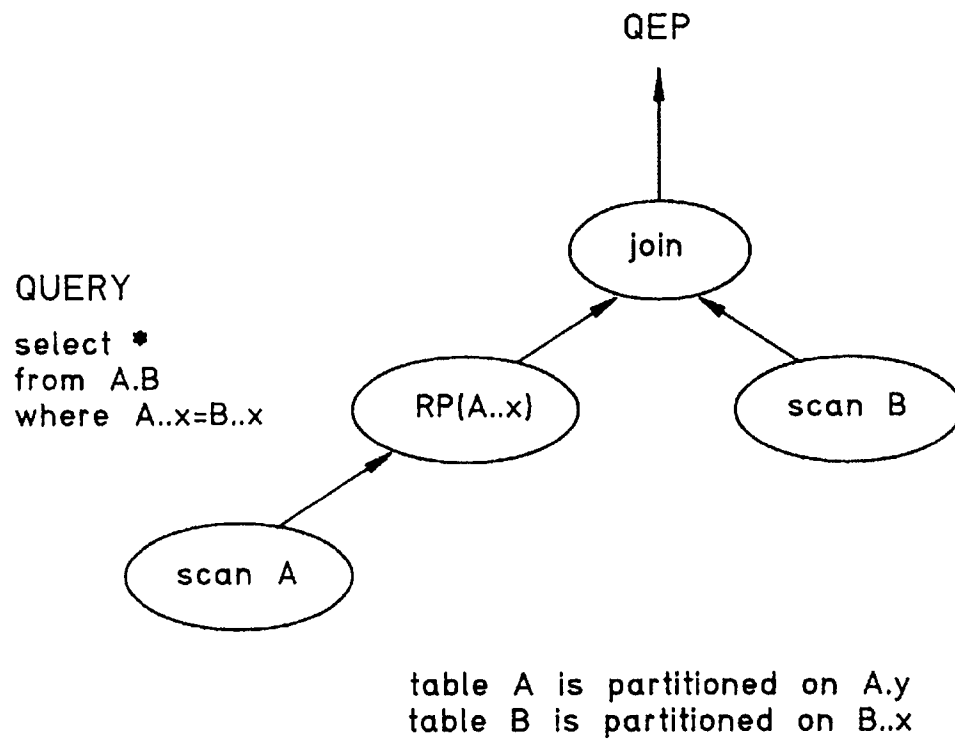 QEP
join
QUERY
select *
from A.B
where A..x=B..x
RP(A..x)
scan B
scan A
table A is partitioned on A.y
table B is partitioned on B..x